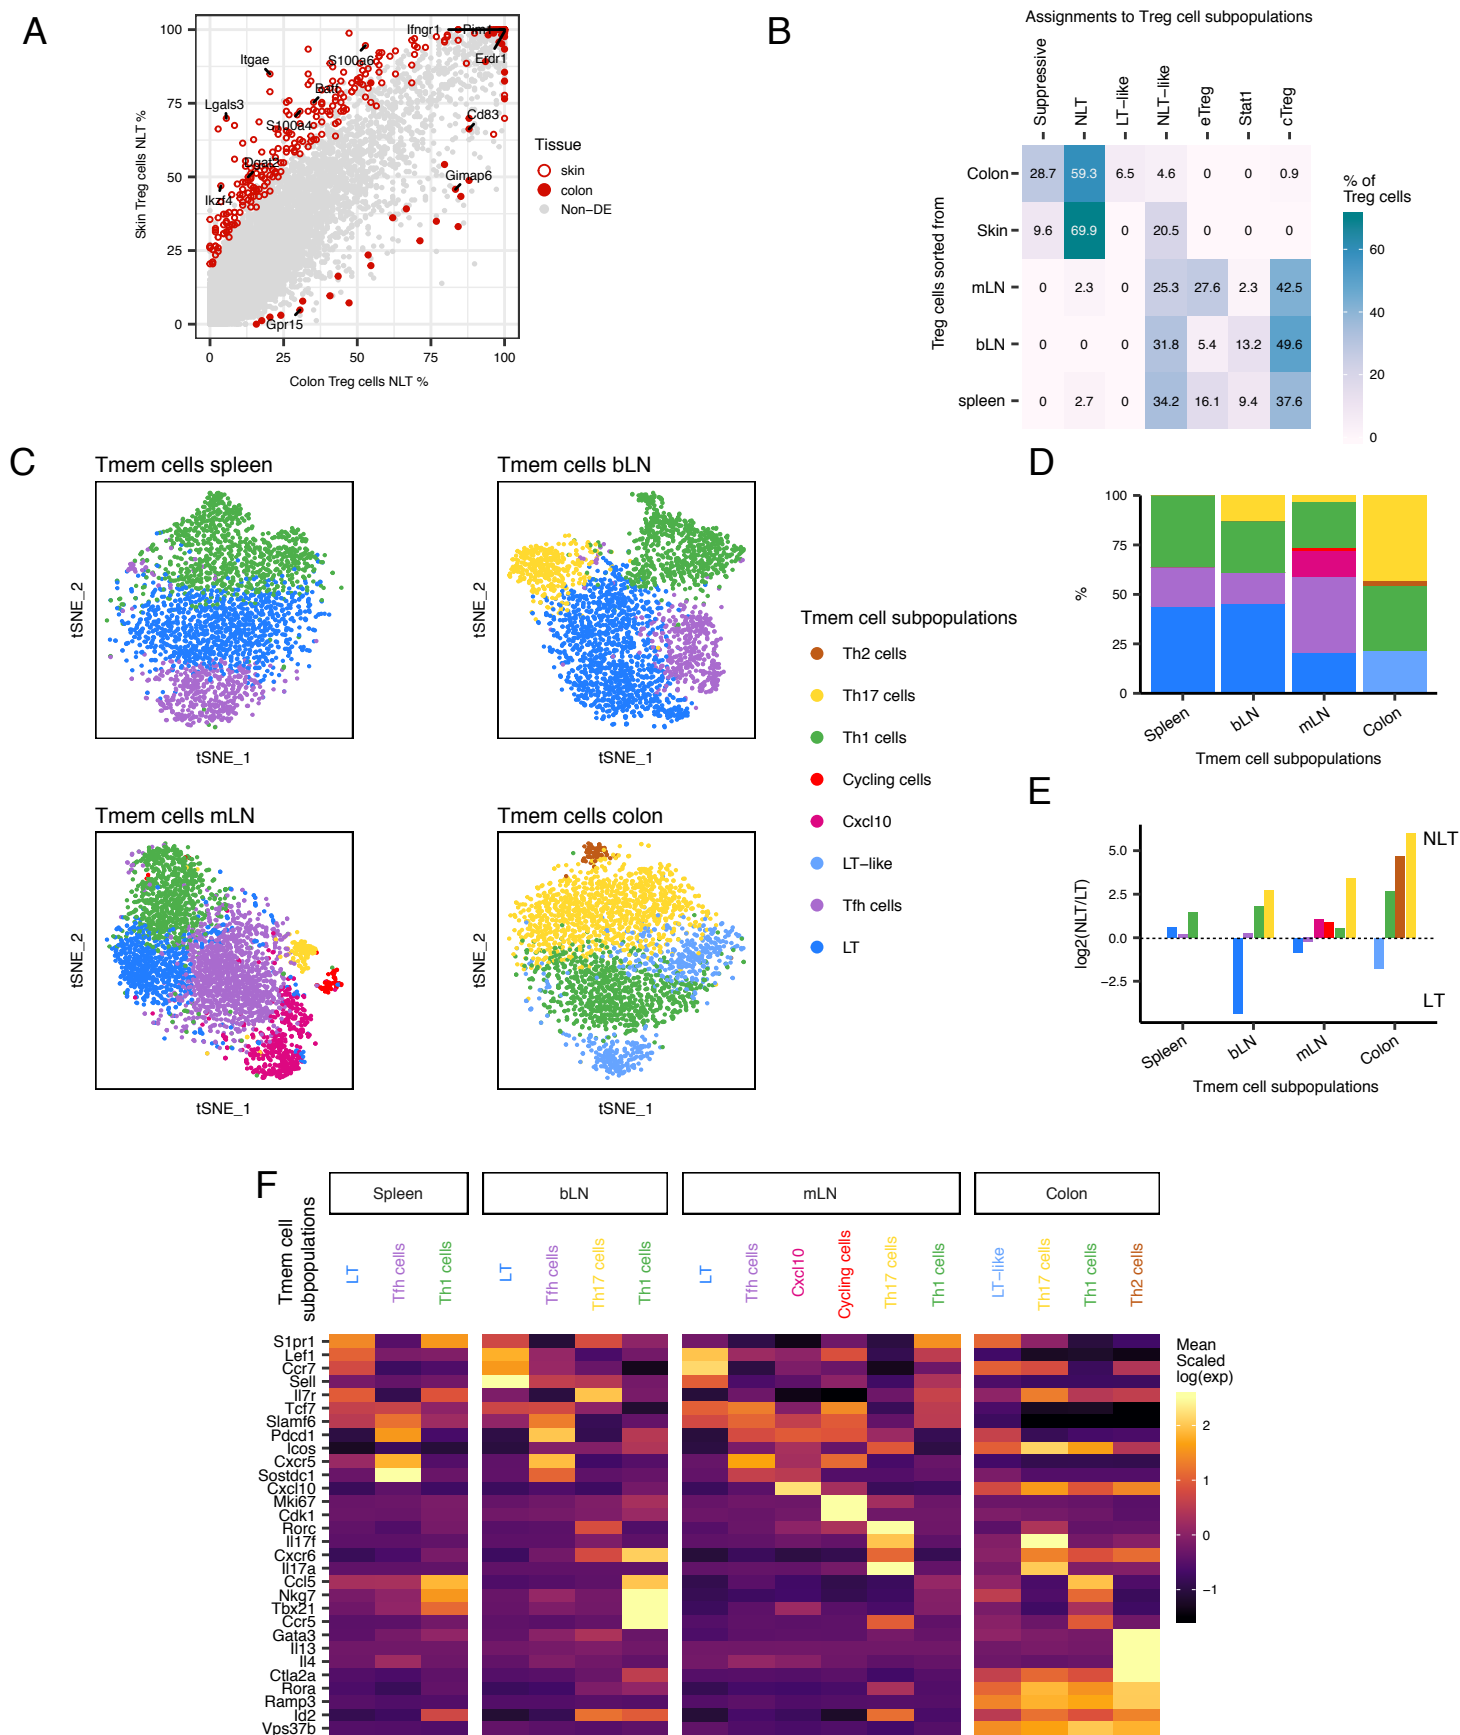 A
Skin Treg cells NLT %
100
75
50
25
0
0
25
50
75
100
Colon Treg cells NLT %
Itgae
Lgals3
Ikzf4
S100a6
Batf
S100a4
Dgat2
Ifngr1
Pim1
Erdr1
Cd83
Gimap6
Gpr15
Tissue
skin
colon
Non−DE
B
Assignments to Treg cell subpopulations
Suppressive
NLT
LT−like
NLT−like
eTreg
Stat1
cTreg
Treg cells sorted from
Colon 28.7 59.3 6.5 4.6 0 0 0.9
Skin 9.6 69.9 0 20.5 0 0 0
mLN 0 2.3 0 25.3 27.6 2.3 42.5
bLN 0 0 0 31.8 5.4 13.2 49.6
spleen 0 2.7 0 34.2 16.1 9.4 37.6
% of
Treg cells
60
40
20
0
C
Tmem cells spleen
tSNE_2
tSNE_1
Tmem cells bLN
tSNE_2
tSNE_1
Tmem cells mLN
tSNE_2
tSNE_1
Tmem cells colon
tSNE_2
tSNE_1
Tmem cell subpopulations
Th2 cells
Th17 cells
Th1 cells
Cycling cells
Cxcl10
LT−like
Tfh cells
LT
D
%
100
75
50
25
0
Spleen
bLN
mLN
Colon
Tmem cell subpopulations
E
log2(NLT/LT)
5.0
2.5
0.0
−2.5
NLT
LT
Spleen
bLN
mLN
Colon
Tmem cell subpopulations
F
Tmem cell
subpopulations
Spleen
bLN
mLN
Colon
LT
Tfh cells
Th1 cells
LT
Tfh cells
Th17 cells
Th1 cells
LT
Tfh cells
Cxcl10
Cycling cells
Th17 cells
Th1 cells
LT−like
Th17 cells
Th1 cells
Th2 cells
S1pr1
Lef1
Ccr7
Sell
Il7r
Tcf7
Slamf6
Pdcd1
Icos
Cxcr5
Sostdc1
Cxcl10
Mki67
Cdk1
Rorc
Il17f
Cxcr6
Il17a
Ccl5
Nkg7
Tbx21
Ccr5
Gata3
Il13
Il4
Ctla2a
Rora
Ramp3
Id2
Vps37b
Mean
Scaled
log(exp)
2
1
0
−1